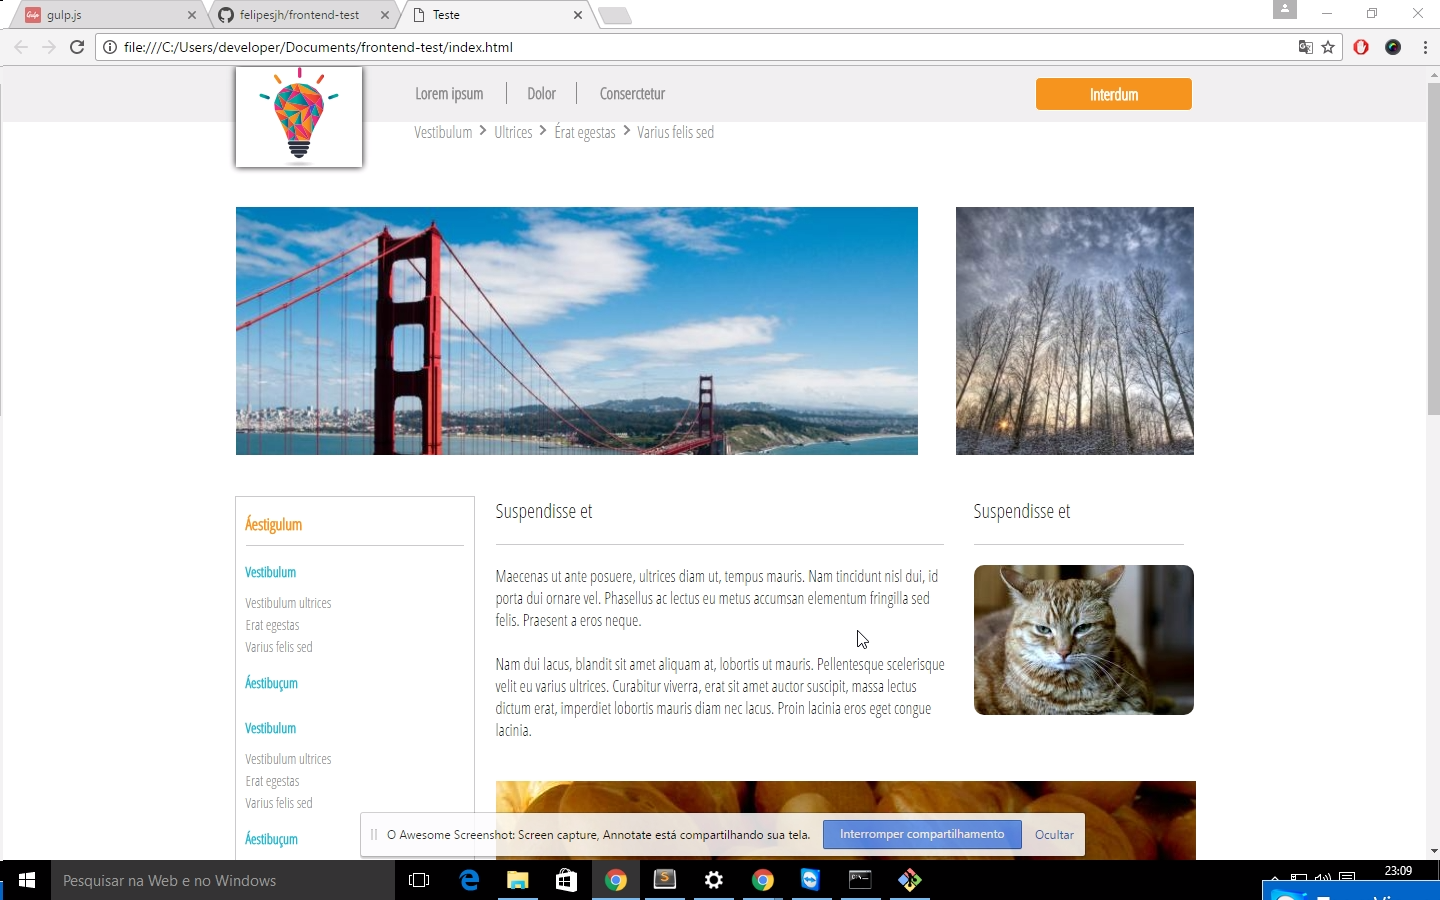 gulp.js
felipesjh/frontend-test
Teste
file:///C:/Users/developer/Documents/frontend-test/index.html
Lorem ipsum
Dolor
Conserctetur
Interdum
Vestibulum
Ultrices
Érat egestas
Varius felis sed
Áestigulum
Vestibulum
Vestibulum ultrices
Erat egestas
Varius felis sed
Áestibuçum
Vestibulum
Vestibulum ultrices
Erat egestas
Varius felis sed
Áestibuçum
Suspendisse et
Maecenas ut ante posuere, ultrices diam ut, tempus mauris. Nam tincidunt nisl dui, id
porta dui ornare vel. Phasellus ac lectus eu metus accumsan elementum fringilla sed
felis. Praesent a eros neque.
Nam dui lacus, blandit sit amet aliquam at, lobortis ut mauris. Pellentesque scelerisque
velit eu varius ultrices. Curabitur viverra, erat sit amet auctor suscipit, massa lectus
dictum erat, imperdiet lobortis mauris diam nec lacus. Proin lacinia eros eget congue
lacinia.
Suspendisse et
O Awesome Screenshot: Screen capture, Annotate está compartilhando sua tela.
Interromper compartilhamento
Ocultar
Pesquisar na Web e no Windows
23:09